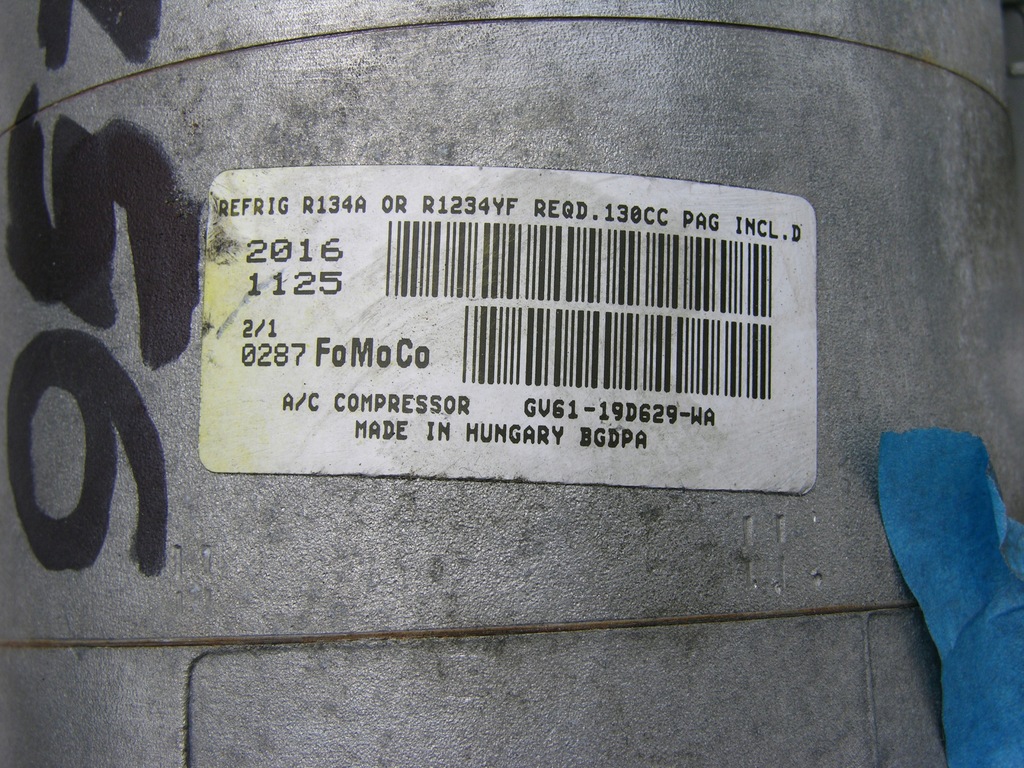 REFRIG R134A OR R1234YF REQD.130CC PAG INCL.D
2016
1125
2/1
0287 FoMoCo
A/C COMPRESSOR GV61-19D629-WA
MADE IN HUNGARY BGDPA